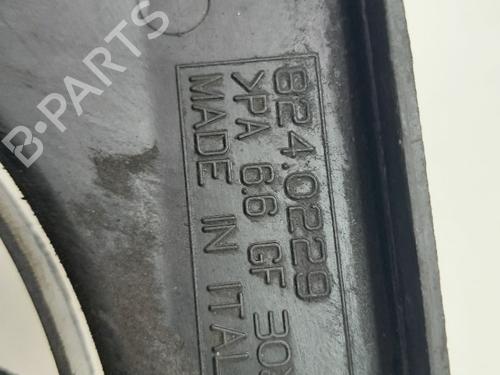 B-PARTS
824.0229
>PA 6.6 GF 30
MADE IN ITAL